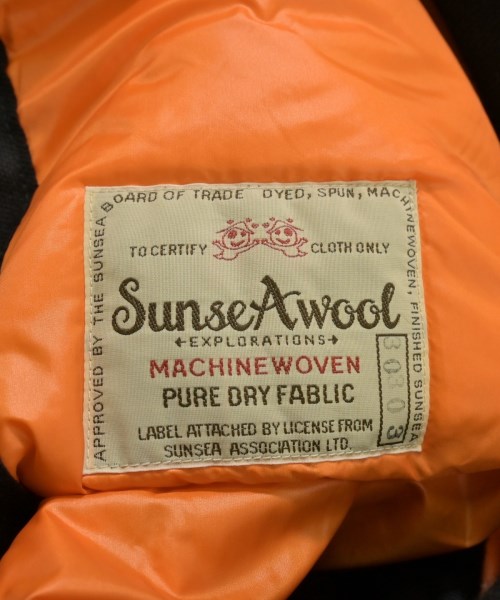 APPROVED BY THE SUNSEA BOARD OF TRADE DYED, SPUN, MACHINEWOVEN, FINISHED SUNSEA
TO CERTIFY CLOTH ONLY
SunseAwool
EXPLORATIONS
MACHINEWOVEN
PURE DRY FABLIC
LABEL ATTACHED BY LICENSE FROM
SUNSEA ASSOCIATION LTD.
30303